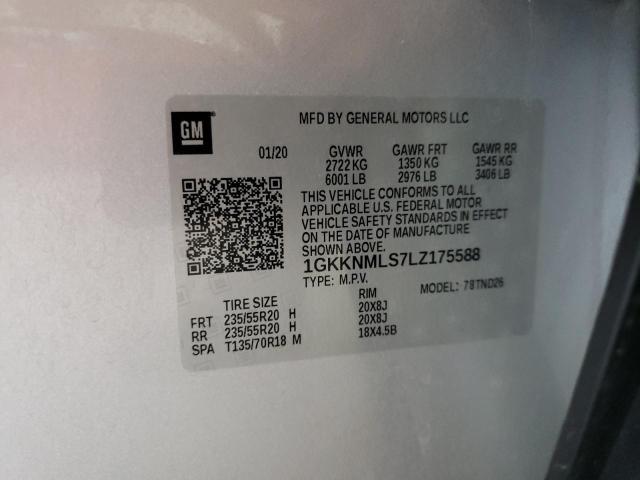 GM
MFD BY GENERAL MOTORS LLC
01/20 GVWR GAWR FRT GAWR RR
2722 KG 1350 KG 1545 KG
6001 LB 2976 LB 3406 LB
THIS VEHICLE CONFORMS TO ALL
APPLICABLE U.S. FEDERAL MOTOR
VEHICLE SAFETY STANDARDS IN EFFECT
ON THE DATE OF MANUFACTURE
SHOWN ABOVE.
1GKKNMLS7LZ175588
TYPE: M.P.V. MODEL: 78TND26
TIRE SIZE RIM
FRT 235/55R20 H 20X8J
RR 235/55R20 H 20X8J
SPA T135/70R18 M 18X4.5B